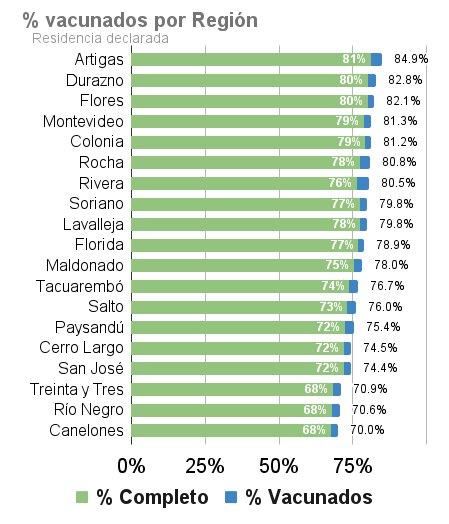 % vacunados por Región
Residencia declarada
Artigas 81% 84.9%
Durazno 80% 82.8%
Flores 80% 82.1%
Montevideo 79% 81.3%
Colonia 79% 81.2%
Rocha 78% 80.8%
Rivera 76% 80.5%
Soriano 77% 79.8%
Lavalleja 78% 79.8%
Florida 77% 78.9%
Maldonado 75% 78.0%
Tacuarembó 74% 76.7%
Salto 73% 76.0%
Paysandú 72% 75.4%
Cerro Largo 72% 74.5%
San José 72% 74.4%
Treinta y Tres 68% 70.9%
Río Negro 68% 70.6%
Canelones 68% 70.0%
0% 25% 50% 75%
% Completo % Vacunados